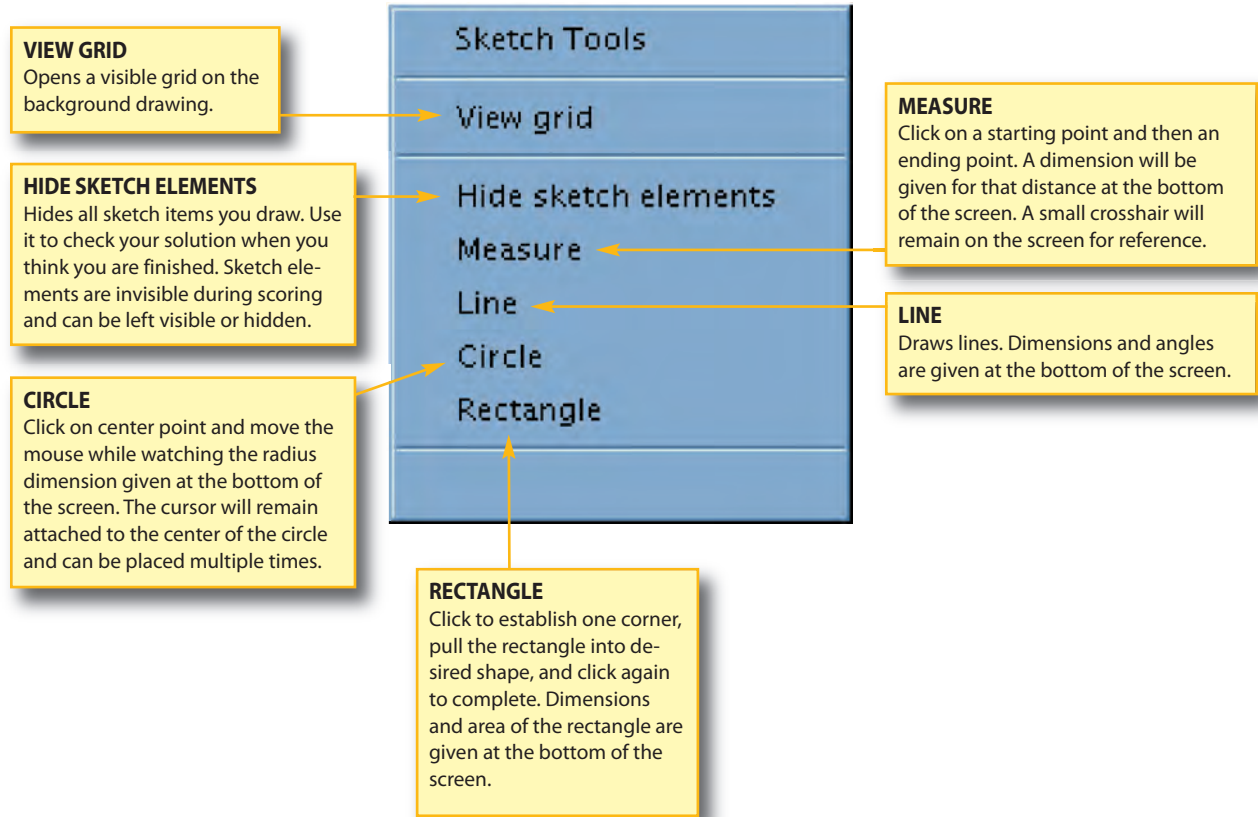 VIEW GRID
Opens a visible grid on the
background drawing.
HIDE SKETCH ELEMENTS
Hides all sketch items you draw. Use
it to check your solution when you
think you are finished. Sketch ele-
ments are invisible during scoring
and can be left visible or hidden.
CIRCLE
Click on center point and move the
mouse while watching the radius
dimension given at the bottom of
the screen. The cursor will remain
attached to the center of the circle
and can be placed multiple times.
Sketch Tools
View grid
Hide sketch elements
Measure
Line
Circle
Rectangle
RECTANGLE
Click to establish one corner,
pull the rectangle into de-
sired shape, and click again
to complete. Dimensions
and area of the rectangle are
given at the bottom of the
screen.
MEASURE
Click on a starting point and then an
ending point. A dimension will be
given for that distance at the bottom
of the screen. A small crosshair will
remain on the screen for reference.
LINE
Draws lines. Dimensions and angles
are given at the bottom of the screen.